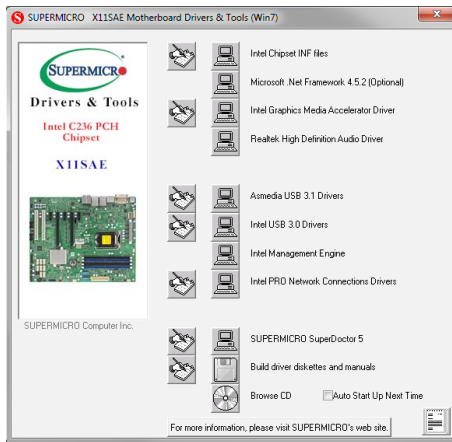 SUPERMICRO X11SAE Motherboard Drivers & Tools (Win7)
SUPERMICRO
Drivers & Tools
Intel C236 PCH
Chipset
X11SAE
SUPERMICRO Computer Inc.
Intel Chipset INF files
Microsoft .Net Framework 4.5.2 (Optional)
Intel Graphics Media Accelerator Driver
Realtek High Definition Audio Driver
Asmedia USB 3.1 Drivers
Intel USB 3.0 Drivers
Intel Management Engine
Intel PRO Network Connections Drivers
SUPERMICRO SuperDoctor 5
Build driver diskettes and manuals
Browse CD
Auto Start Up Next Time
For more information, please visit SUPERMICRO's web site.